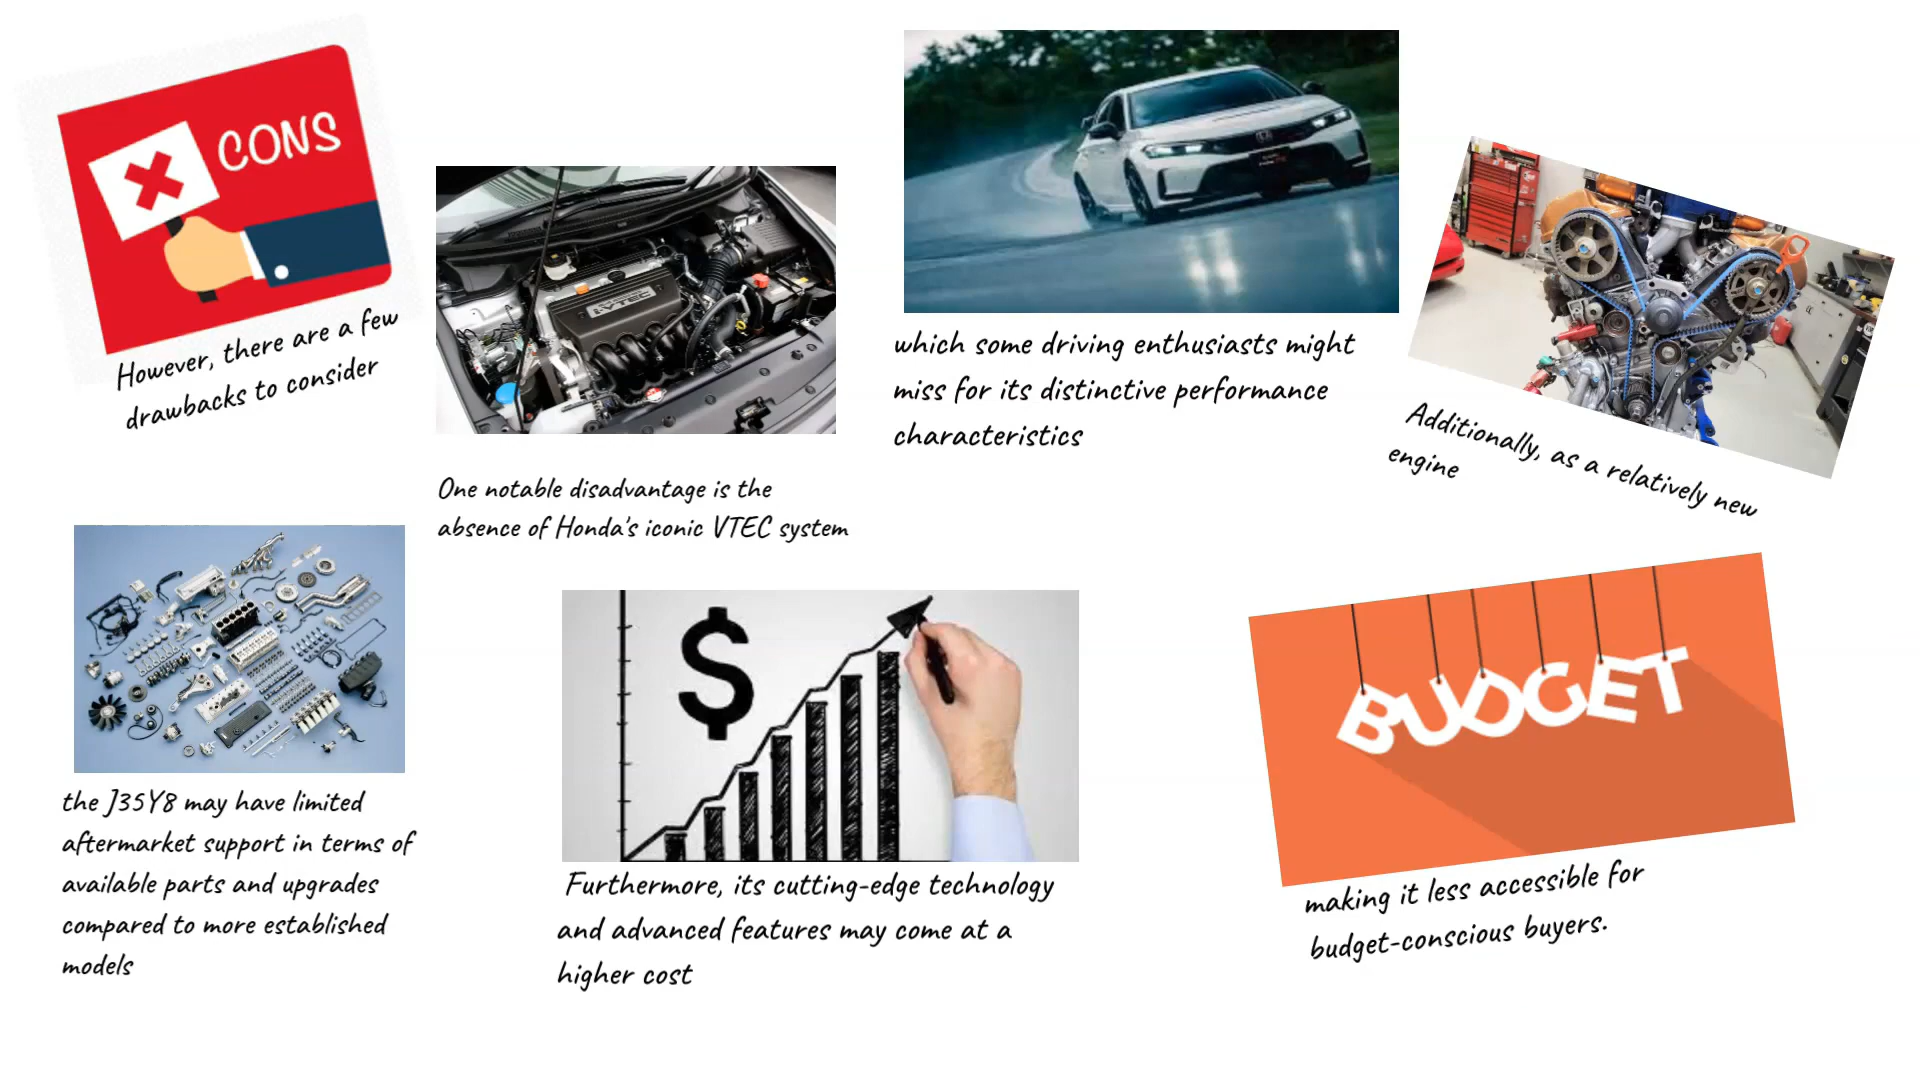 CONS
However, there are a few
drawbacks to consider
i-VTEC
One notable disadvantage is the
absence of Honda's iconic VTEC system
which some driving enthusiasts might
miss for its distinctive performance
characteristics
Additionally, as a relatively new
engine
the J35Y8 may have limited
aftermarket support in terms of
available parts and upgrades
compared to more established
models
$
Furthermore, its cutting-edge technology
and advanced features may come at a
higher cost
BUDGET
making it less accessible for
budget-conscious buyers.